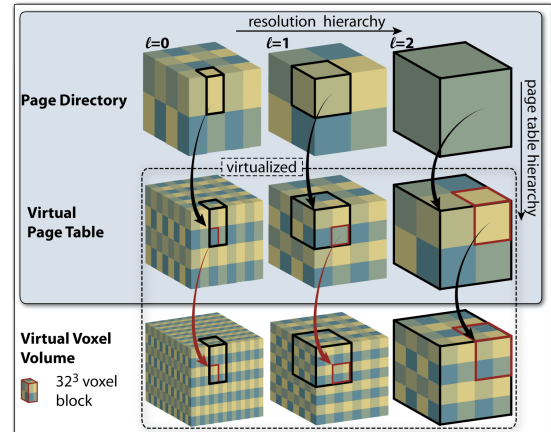 resolution hierarchy
ℓ=0
ℓ=1
ℓ=2
Page Directory
page table hierarchy
virtualized
Virtual
Page Table
Virtual Voxel
Volume
32³ voxel
block